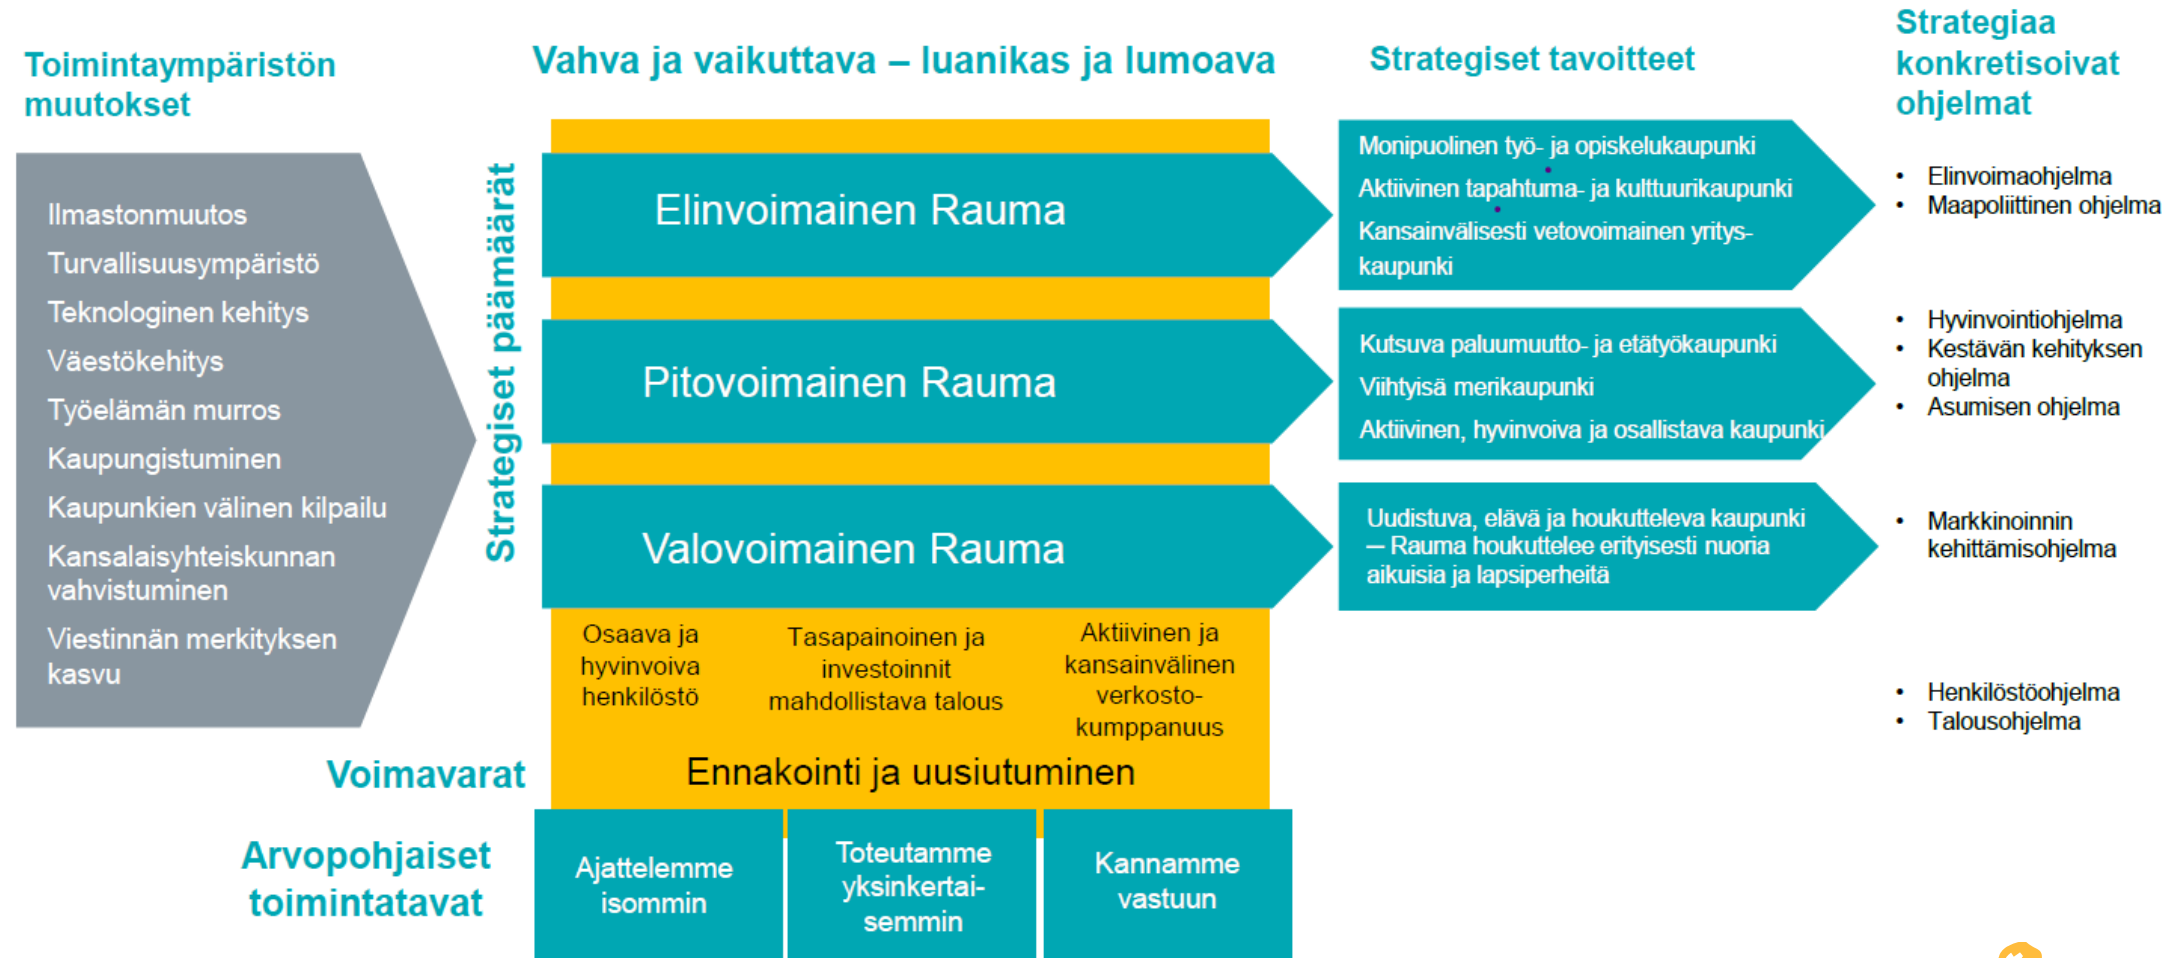 Toimintaympäristön
muutokset
Ilmastonmuutos
Turvallisuusympäristö
Teknologinen kehitys
Väestökehitys
Työelämän murros
Kaupungistuminen
Kaupunkien välinen kilpailu
Kansalaisyhteiskunnan
vahvistuminen
Viestinnän merkityksen
kasvu
Vahva ja vaikuttava – luanikas ja lumoava
Strategiset päämäärät
Elinvoimainen Rauma
Pitovoimainen Rauma
Valovoimainen Rauma
Strategiset tavoitteet
Monipuolinen työ- ja opiskelukaupunki
Aktiivinen tapahtuma- ja kulttuurikaupunki
Kansainvälisesti vetovoimainen yritys-
kaupunki
Kutsuva paluumuutto- ja etätyökaupunki
Viihtyisä merikaupunki
Aktiivinen, hyvinvoiva ja osallistava kaupunki
Uudistuva, elävä ja houkutteleva kaupunki
– Rauma houkuttelee erityisesti nuoria
aikuisia ja lapsiperheitä
Strategiaa
konkretisoivat
ohjelmat
• Elinvoimaohjelma
• Maapoliittinen ohjelma
• Hyvinvointiohjelma
• Kestävän kehityksen
ohjelma
• Asumisen ohjelma
• Markkinoinnin
kehittämisohjelma
• Henkilöstöohjelma
• Talousohjelma
Voimavarat
Osaava ja
hyvinvoiva
henkilöstö
Tasapainoinen ja
investoinnit
mahdollistava talous
Aktiivinen ja
kansainvälinen
verkosto-
kumppanuus
Ennakointi ja uusiutuminen
Arvopohjaiset
toimintatavat
Ajattelemme
isommin
Toteutamme
yksinkertai-
semmin
Kannamme
vastuun